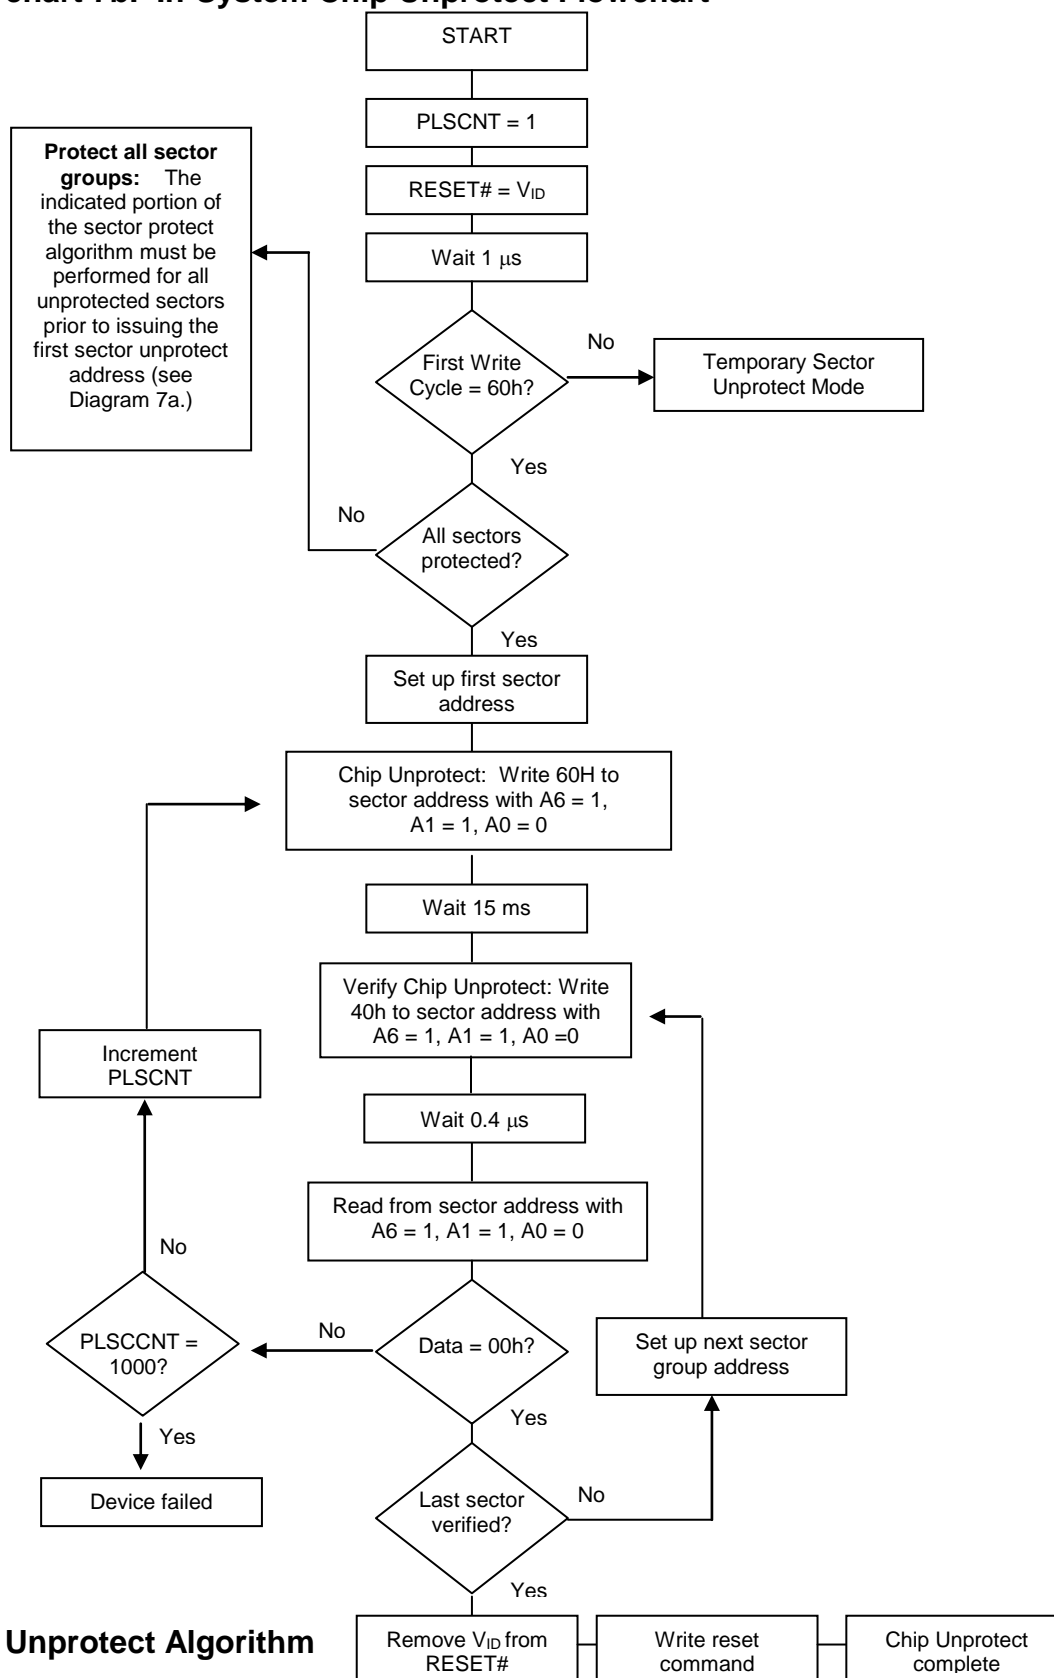 chart 7b. In-System Chip Unprotect Flowchart
START
PLSCNT = 1
RESET# = VID
Wait 1 μs
Protect all sector
groups: The
indicated portion of
the sector protect
algorithm must be
performed for all
unprotected sectors
prior to issuing the
first sector unprotect
address (see
Diagram 7a.)
First Write
Cycle = 60h?
No
Temporary Sector
Unprotect Mode
Yes
No
All sectors
protected?
Yes
Set up first sector
address
Chip Unprotect: Write 60H to
sector address with A6 = 1,
A1 = 1, A0 = 0
Wait 15 ms
Verify Chip Unprotect: Write
40h to sector address with
A6 = 1, A1 = 1, A0 =0
Increment
PLSCNT
Wait 0.4 μs
Read from sector address with
A6 = 1, A1 = 1, A0 = 0
No
PLSCCNT =
1000?
No
Data = 00h?
Set up next sector
group address
Yes
Yes
Device failed
Last sector
verified?
No
Yes
Unprotect Algorithm
Remove VID from
RESET#
Write reset
command
Chip Unprotect
complete